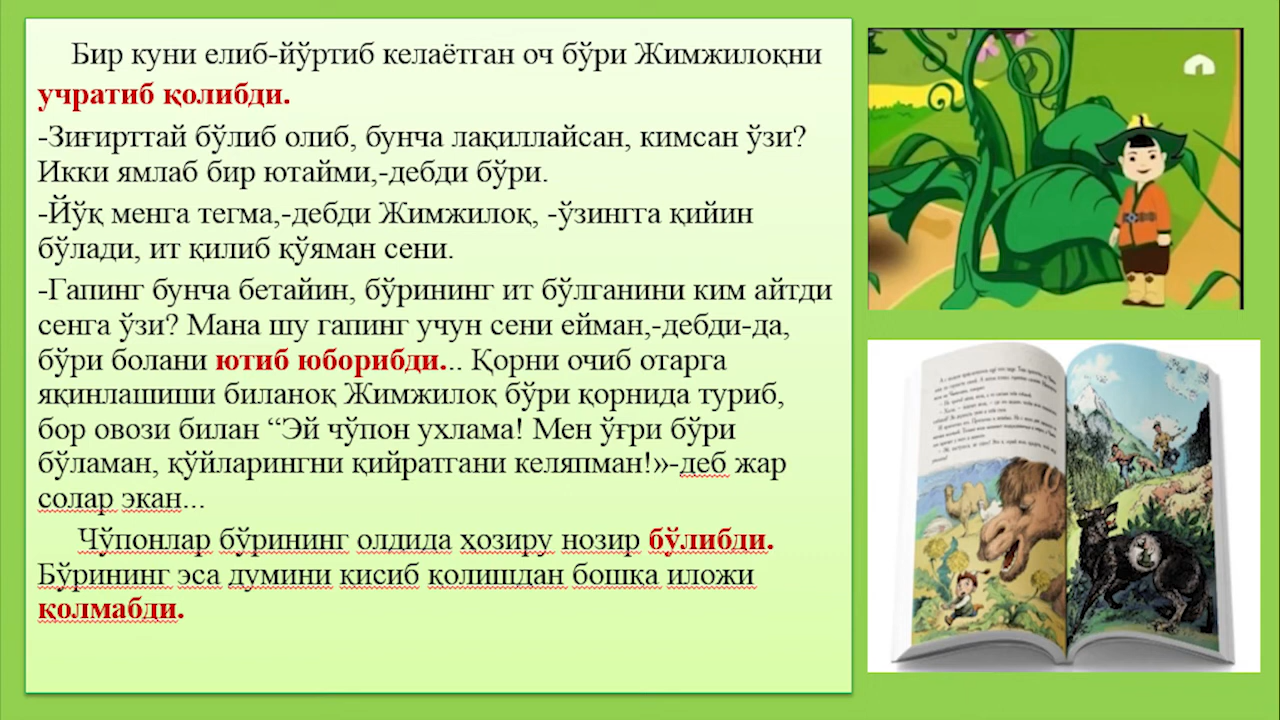 Бир куни елиб-йўртиб келаётган оч бўри Жимжилоқни
учратиб қолибди.
-Зиғирттай бўлиб олиб, бунча лақиллайсан, кимсан ўзи?
Икки ямлаб бир ютайми,-дебди бўри.
-Йўқ менга тегма,-дебди Жимжилоқ, -ўзингга қийин
бўлади, ит қилиб қўяман сени.
-Гапинг бунча бетайин, бўрининг ит бўлганини ким айтди
сенга ўзи? Мана шу гапинг учун сени ейман,-дебди-да,
бўри болани ютиб юборибди... Қорни очиб отарга
яқинлашиши биланоқ Жимжилоқ бўри қорнида туриб,
бор овози билан “Эй чўпон ухлама! Мен ўғри бўри
бўламан, қўйларингни қийратгани келяпман!»-деб жар
солар экан...
Чўпонлар бўрининг олдида ҳозиру нозир бўлибди.
Бўрининг эса думини қисиб қолишдан бошқа иложи
қолмабди.